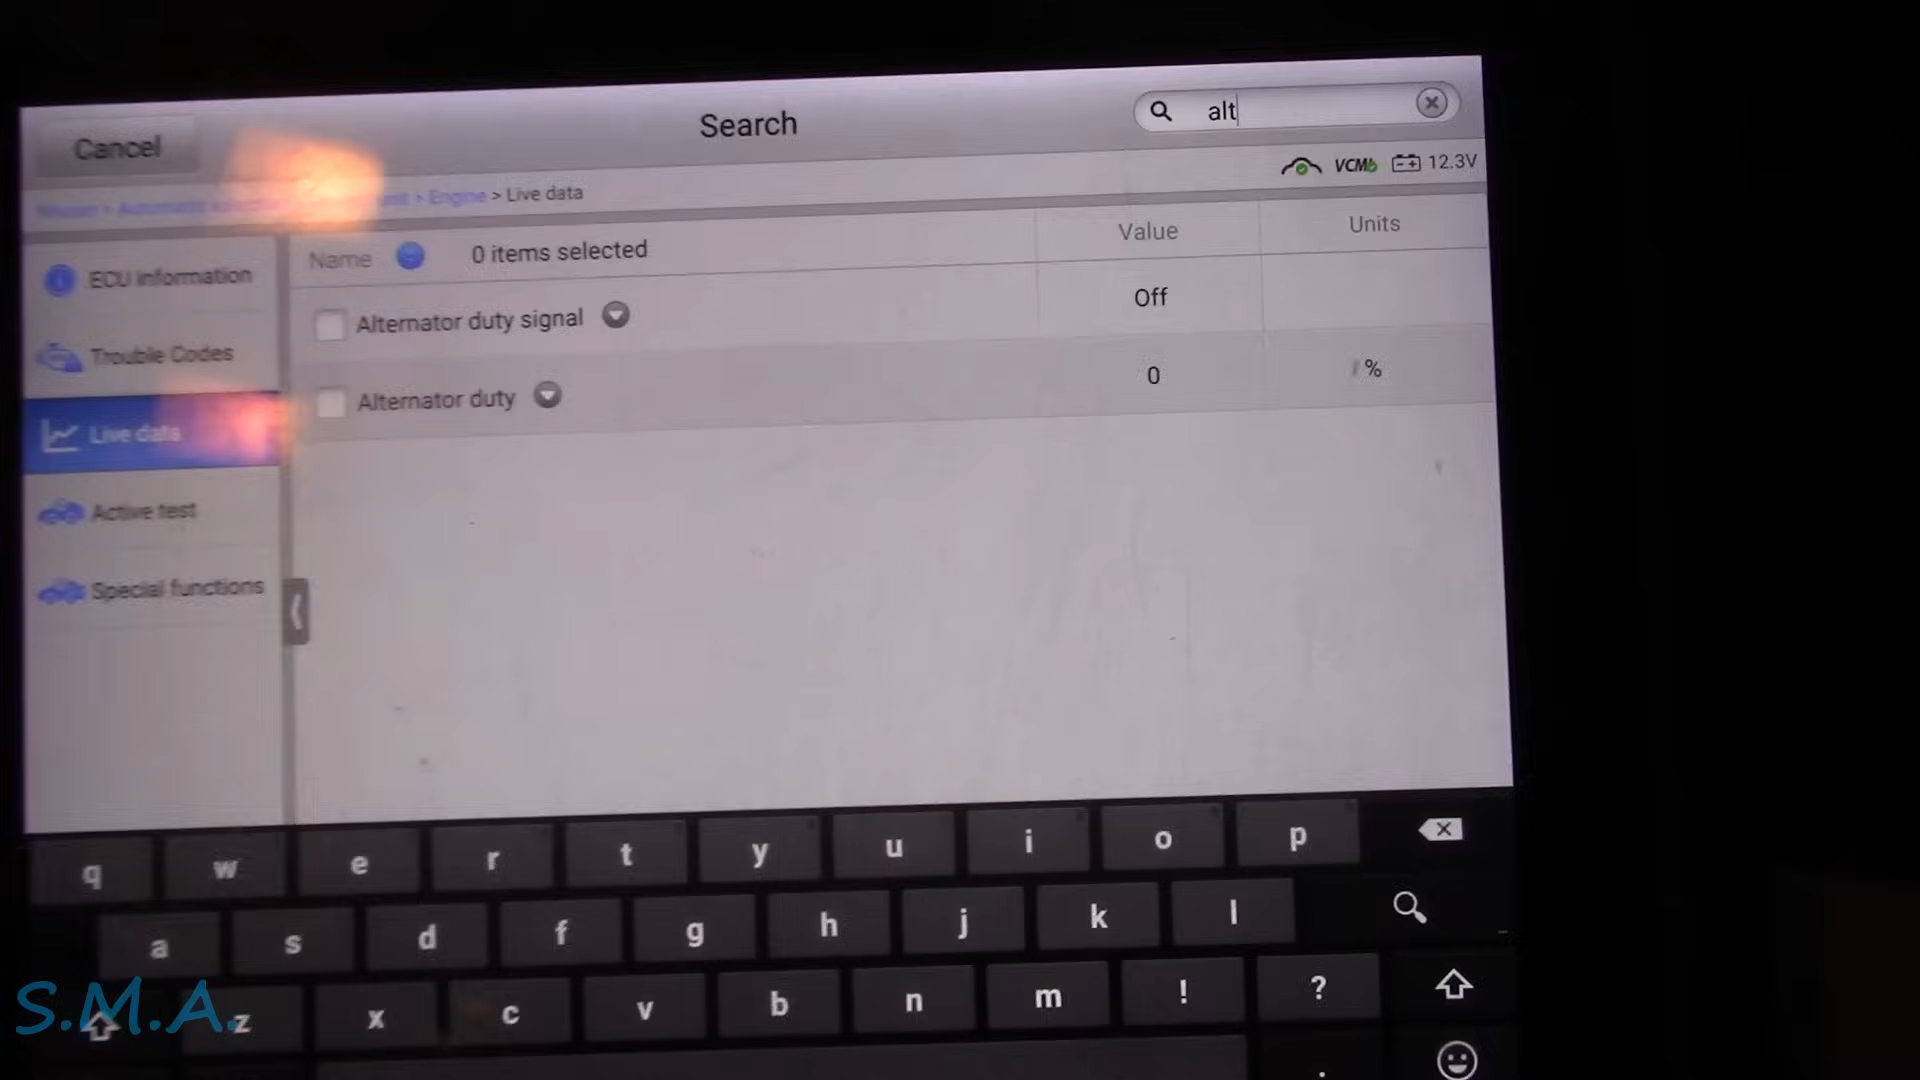 Cancel
Search
alt
VCM 12.3V
> Engine > Live data
Name 0 items selected Value Units
ECU information
Trouble Codes
Live data
Active test
Special functions
Alternator duty signal Off
Alternator duty 0 %
q w e r t y u i o p
a s d f g h j k l
z x c v b n m ! ?
.
S.M.A.